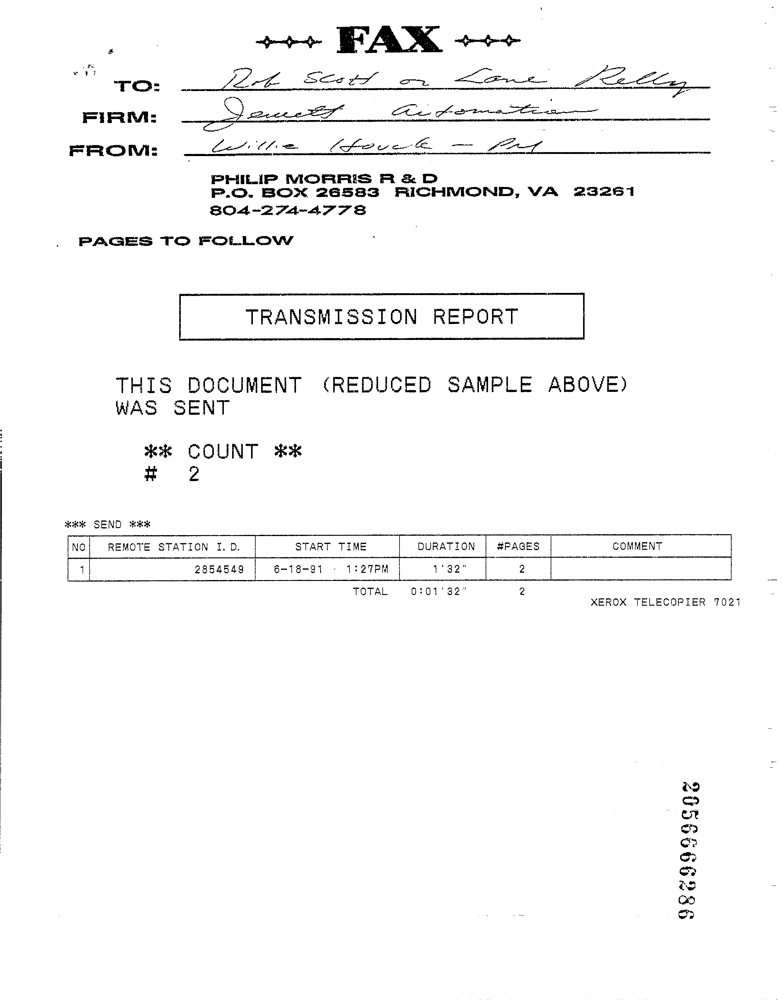 FAX
TO: Rob Scott or Lane Kelly
FIRM: Jewett Automation
FROM: Willie Houck - PM
PHILIP MORRIS R & D
P.O. BOX 26583 RICHMOND, VA 23261
804-274-4778
PAGES TO FOLLOW
TRANSMISSION REPORT
THIS DOCUMENT (REDUCED SAMPLE ABOVE)
WAS SENT
** COUNT **
# 2
*** SEND ***
NO REMOTE STATION I.D. START TIME DURATION #PAGES COMMENT
1 2854549 6-18-91 1:27PM 1'32" 2
TOTAL 0:01'32" 2
XEROX TELECOPIER 7021
2056666286